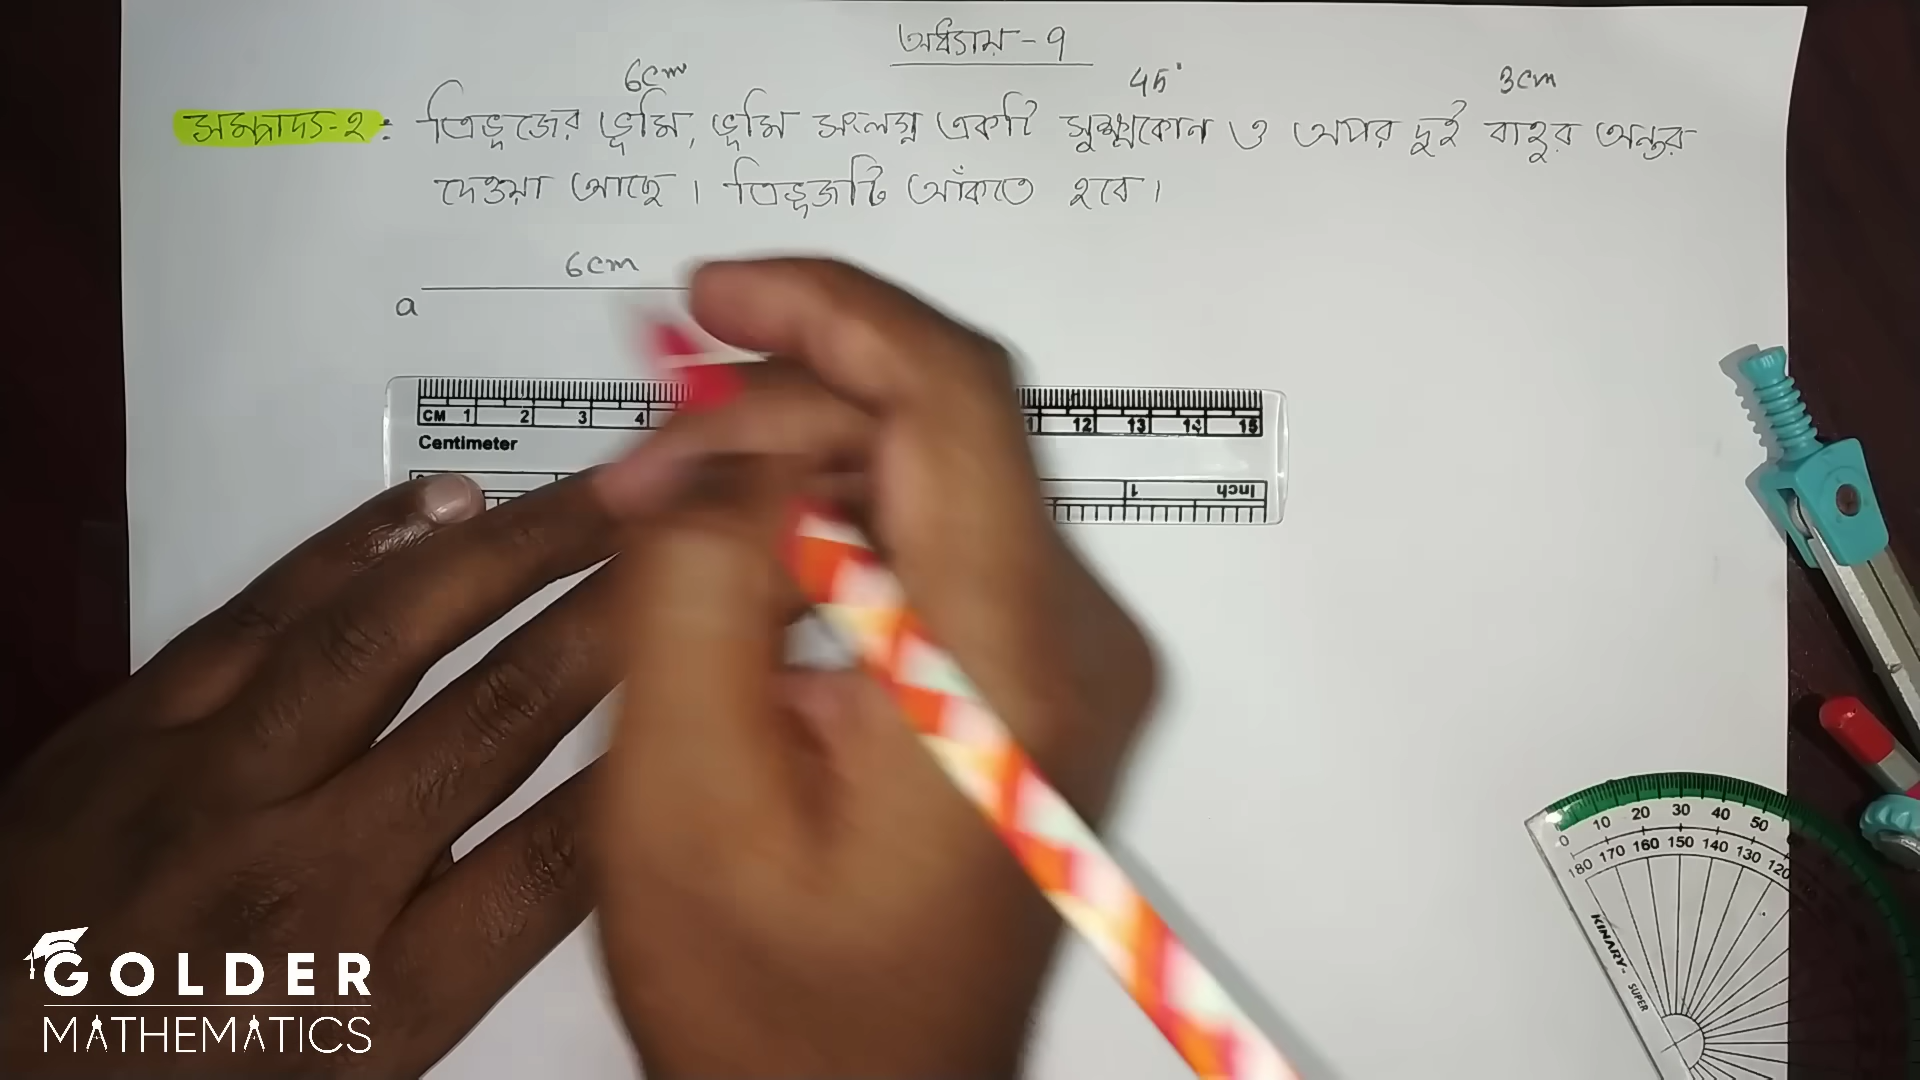 অধ্যায় - ৭
6cm 45° 3cm
সম্পাদ্য-২ : ত্রিভুজের ভূমি, ভূমি সংলগ্ন একটি সূক্ষ্মকোন ও অপর দুই বাহুর অন্তর
দেওয়া আছে । ত্রিভুজটি আঁকতে হবে ।
6cm
a
CM 1 2 3 4 12 13 14 15
Centimeter
1 Inch
0 10 20 30 40 50
180 170 160 150 140 130 120
KINARY- SUPER
GOLDER
MATHEMATICS